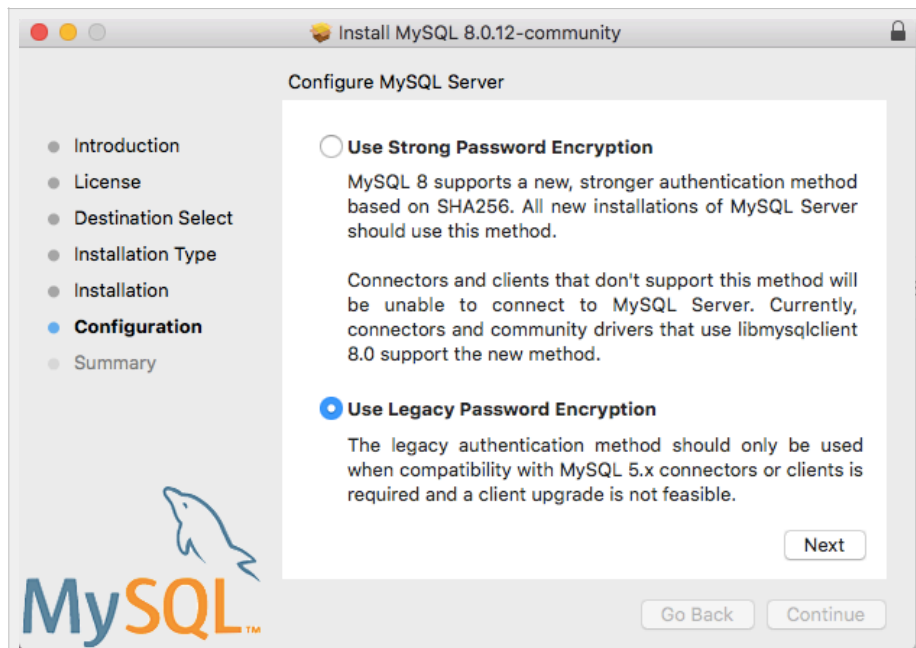 Install MySQL 8.0.12-community
Configure MySQL Server
Introduction
License
Destination Select
Installation Type
Installation
Configuration
Summary
Use Strong Password Encryption
MySQL 8 supports a new, stronger authentication method
based on SHA256. All new installations of MySQL Server
should use this method.
Connectors and clients that don't support this method will
be unable to connect to MySQL Server. Currently,
connectors and community drivers that use libmysqlclient
8.0 support the new method.
Use Legacy Password Encryption
The legacy authentication method should only be used
when compatibility with MySQL 5.x connectors or clients is
required and a client upgrade is not feasible.
Next
MySQL™
Go Back Continue